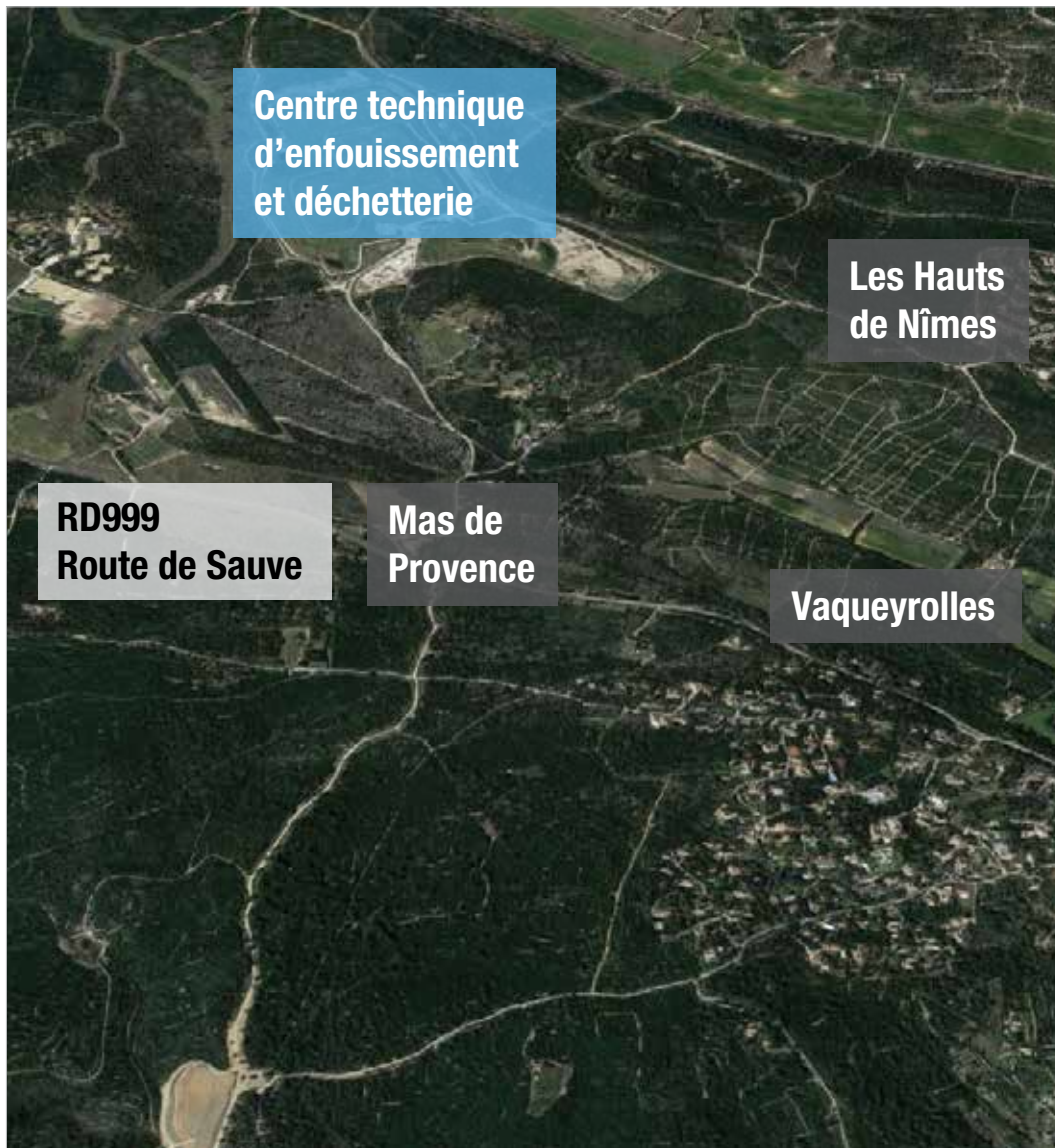 Centre technique
d'enfouissement
et déchetterie
Les Hauts
de Nîmes
RD999
Route de Sauve
Mas de
Provence
Vaqueyrolles